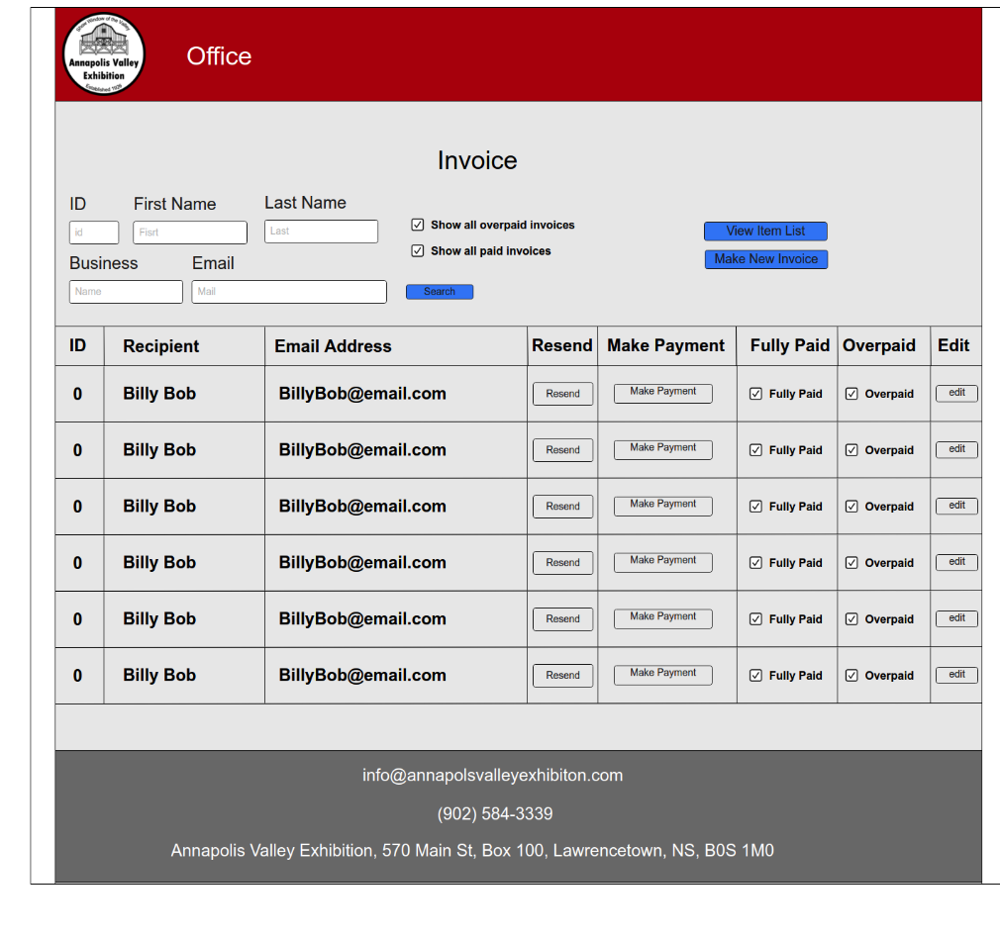 Show Window of the Valley
Annapolis Valley
Exhibition
Established 1928
Office
Invoice
ID First Name Last Name
id Fisrt Last
Show all overpaid invoices
Show all paid invoices
View Item List
Make New Invoice
Business Email
Name Mail Search
ID Recipient Email Address Resend Make Payment Fully Paid Overpaid Edit
0 Billy Bob BillyBob@email.com Resend Make Payment Fully Paid Overpaid edit
0 Billy Bob BillyBob@email.com Resend Make Payment Fully Paid Overpaid edit
0 Billy Bob BillyBob@email.com Resend Make Payment Fully Paid Overpaid edit
0 Billy Bob BillyBob@email.com Resend Make Payment Fully Paid Overpaid edit
0 Billy Bob BillyBob@email.com Resend Make Payment Fully Paid Overpaid edit
0 Billy Bob BillyBob@email.com Resend Make Payment Fully Paid Overpaid edit
info@annapolsvalleyexhibiton.com
(902) 584-3339
Annapolis Valley Exhibition, 570 Main St, Box 100, Lawrencetown, NS, B0S 1M0